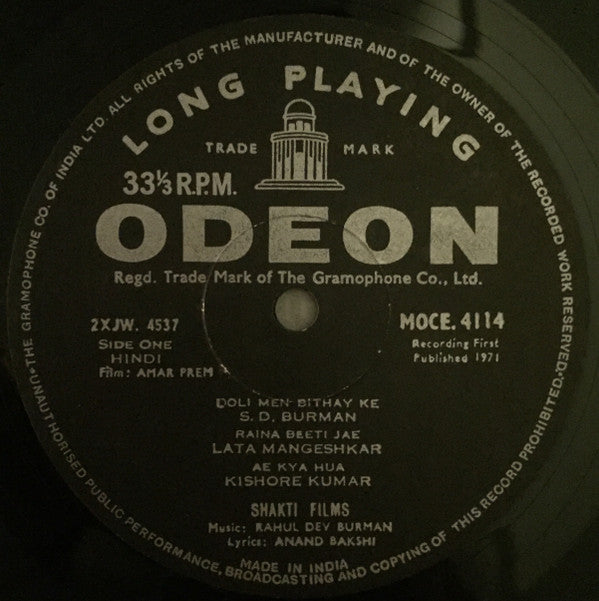 UNAUTHORISED PUBLIC PERFORMANCE, BROADCASTING AND COPYING OF THIS RECORD PROHIBITED.
THE GRAMOPHONE CO. OF INDIA LTD. ALL RIGHTS OF THE MANUFACTURER AND OF THE OWNER OF THE RECORDED WORK RESERVED.
LONG PLAYING
TRADE MARK
33⅓ R.P.M.
ODEON
Regd. Trade Mark of The Gramophone Co., Ltd.
2XJW. 4537 MOCE. 4114
SIDE ONE Recording First
HINDI Published 1971
Film: AMAR PREM
DOLI MEN BITHAY KE
S. D. BURMAN
RAINA BEETI JAE
LATA MANGESHKAR
AE KYA HUA
KISHORE KUMAR
SHAKTI FILMS
Music: RAHUL DEV BURMAN
Lyrics: ANAND BAKSHI
MADE IN INDIA